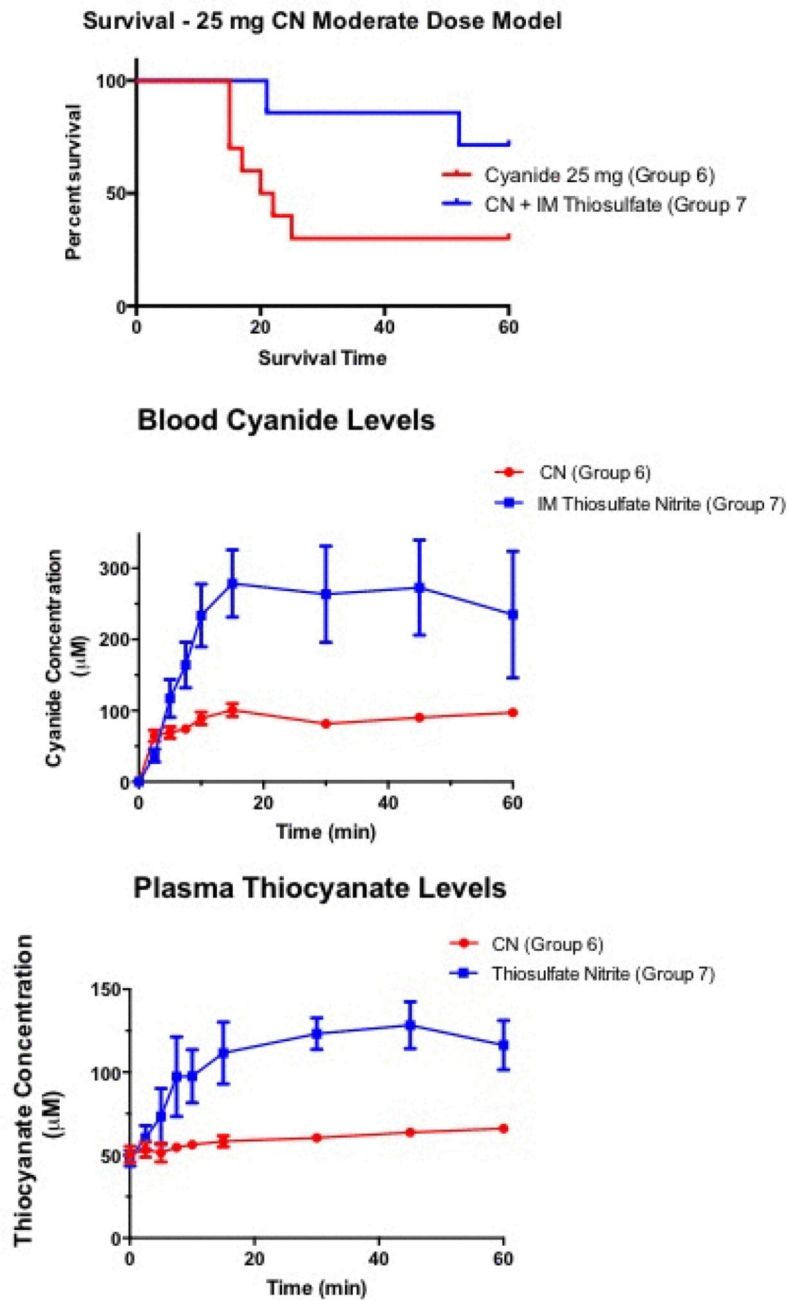 Survival - 25 mg CN Moderate Dose Model
100
50
0
Percent survival
Cyanide 25 mg (Group 6)
CN + IM Thiosulfate (Group 7
0 20 40 60
Survival Time
Blood Cyanide Levels
CN (Group 6)
IM Thiosulfate Nitrite (Group 7)
300
200
100
0
Cyanide Concentration
(μM)
0 20 40 60
Time (min)
Plasma Thiocyanate Levels
CN (Group 6)
Thiosulfate Nitrite (Group 7)
150
100
50
0
Thiocyanate Concentration
(μM)
0 20 40 60
Time (min)